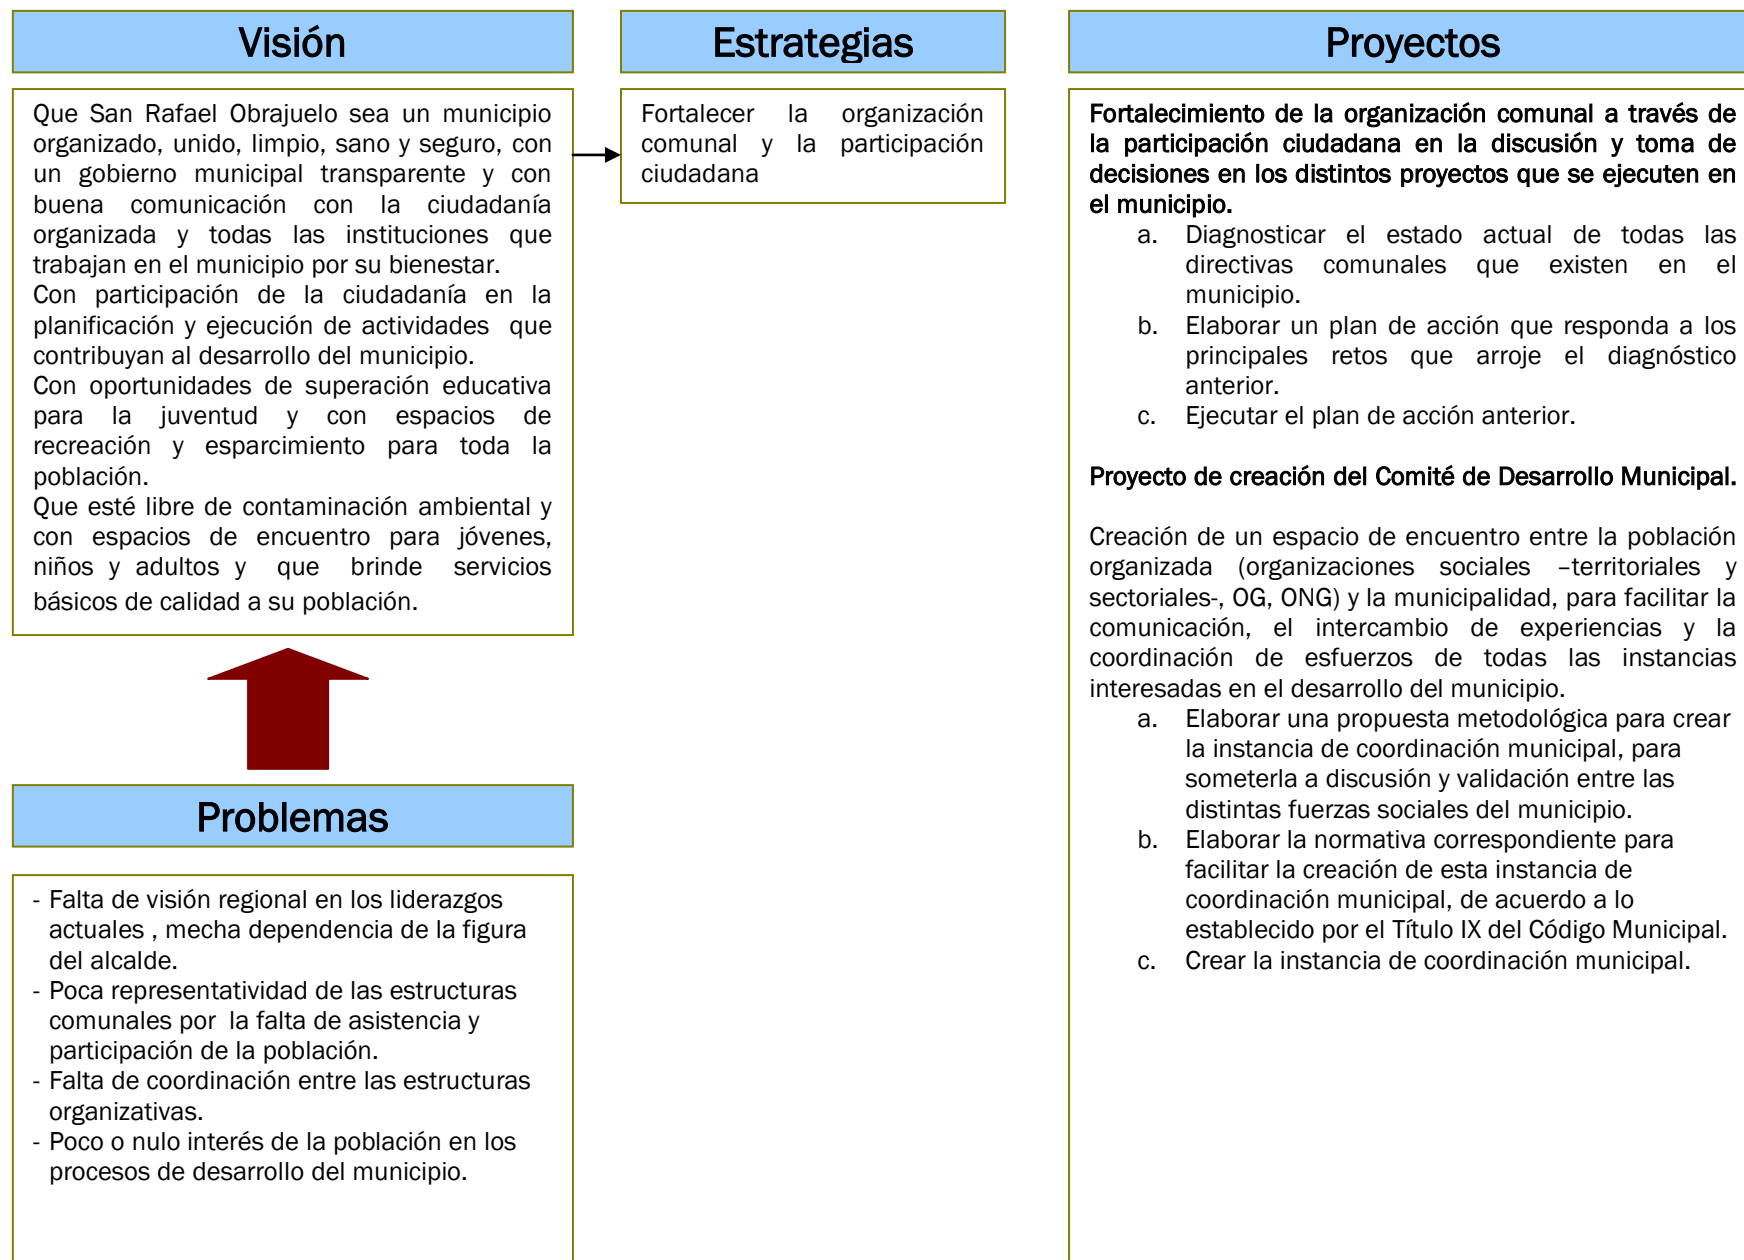 Visión
Que San Rafael Obrajuelo sea un municipio
organizado, unido, limpio, sano y seguro, con
un gobierno municipal transparente y con
buena comunicación con la ciudadanía
organizada y todas las instituciones que
trabajan en el municipio por su bienestar.
Con participación de la ciudadanía en la
planificación y ejecución de actividades que
contribuyan al desarrollo del municipio.
Con oportunidades de superación educativa
para la juventud y con espacios de
recreación y esparcimiento para toda la
población.
Que esté libre de contaminación ambiental y
con espacios de encuentro para jóvenes,
niños y adultos y que brinde servicios
básicos de calidad a su población.
Problemas
- Falta de visión regional en los liderazgos
actuales , mecha dependencia de la figura
del alcalde.
- Poca representatividad de las estructuras
comunales por la falta de asistencia y
participación de la población.
- Falta de coordinación entre las estructuras
organizativas.
- Poco o nulo interés de la población en los
procesos de desarrollo del municipio.
Estrategias
Fortalecer la organización
comunal y la participación
ciudadana
Proyectos
Fortalecimiento de la organización comunal a través de
la participación ciudadana en la discusión y toma de
decisiones en los distintos proyectos que se ejecuten en
el municipio.
a. Diagnosticar el estado actual de todas las
directivas comunales que existen en el
municipio.
b. Elaborar un plan de acción que responda a los
principales retos que arroje el diagnóstico
anterior.
c. Ejecutar el plan de acción anterior.
Proyecto de creación del Comité de Desarrollo Municipal.
Creación de un espacio de encuentro entre la población
organizada (organizaciones sociales –territoriales y
sectoriales-, OG, ONG) y la municipalidad, para facilitar la
comunicación, el intercambio de experiencias y la
coordinación de esfuerzos de todas las instancias
interesadas en el desarrollo del municipio.
a. Elaborar una propuesta metodológica para crear
la instancia de coordinación municipal, para
someterla a discusión y validación entre las
distintas fuerzas sociales del municipio.
b. Elaborar la normativa correspondiente para
facilitar la creación de esta instancia de
coordinación municipal, de acuerdo a lo
establecido por el Título IX del Código Municipal.
c. Crear la instancia de coordinación municipal.